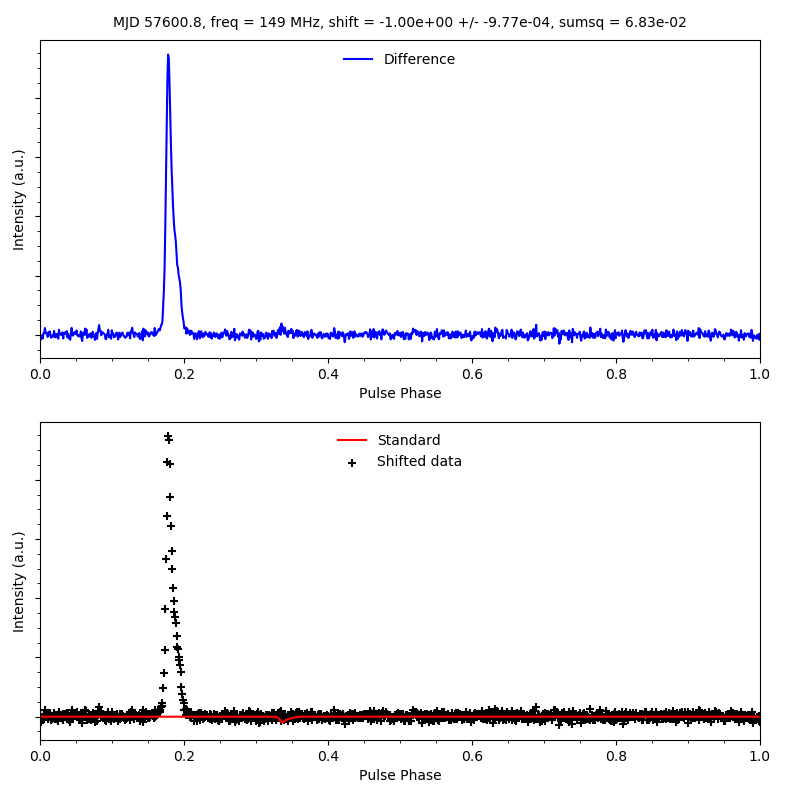 MJD 57600.8, freq = 149 MHz, shift = -1.00e+00 +/- -9.77e-04, sumsq = 6.83e-02
Difference
Intensity (a.u.)
0.0 0.2 0.4 0.6 0.8 1.0
Pulse Phase
Standard
Shifted data
Intensity (a.u.)
0.0 0.2 0.4 0.6 0.8 1.0
Pulse Phase